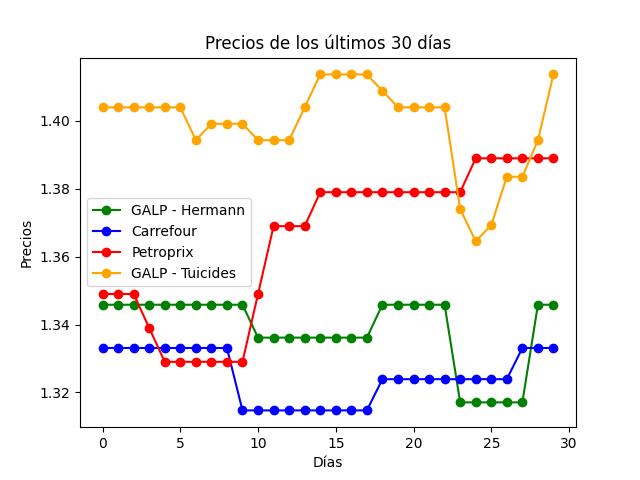 Precios de los últimos 30 días
Precios
1.40
1.38
1.36
1.34
1.32
GALP - Hermann
Carrefour
Petroprix
GALP - Tuicides
0 5 10 15 20 25 30
Días